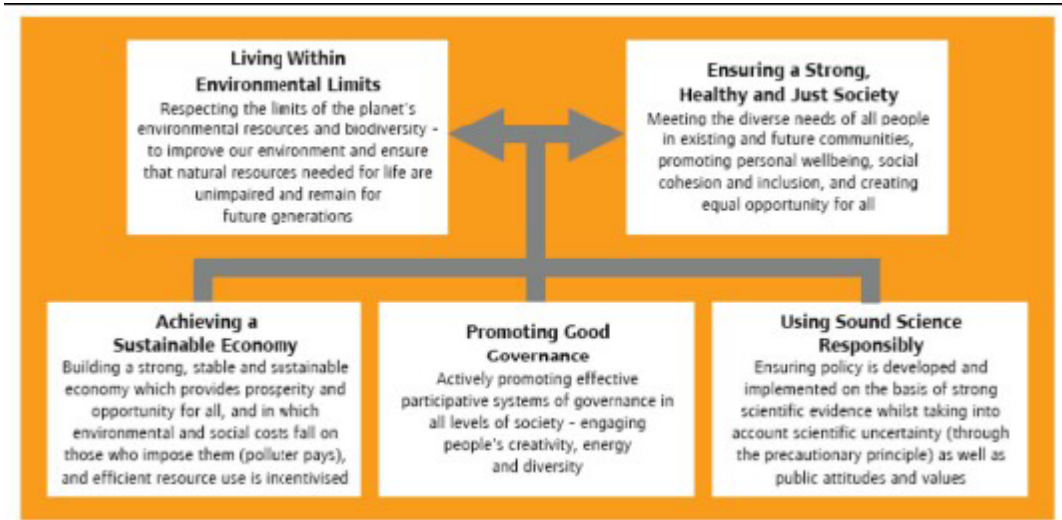 Living Within
Environmental Limits
Respecting the limits of the planet's
environmental resources and biodiversity -
to improve our environment and ensure
that natural resources needed for life are
unimpaired and remain for
future generations
Ensuring a Strong,
Healthy and Just Society
Meeting the diverse needs of all people
in existing and future communities,
promoting personal wellbeing, social
cohesion and inclusion, and creating
equal opportunity for all
Achieving a
Sustainable Economy
Building a strong, stable and sustainable
economy which provides prosperity and
opportunity for all, and in which
environmental and social costs fall on
those who impose them (polluter pays),
and efficient resource use is incentivised
Promoting Good
Governance
Actively promoting effective
participative systems of governance in
all levels of society - engaging
people's creativity, energy
and diversity
Using Sound Science
Responsibly
Ensuring policy is developed and
implemented on the basis of strong
scientific evidence whilst taking into
account scientific uncertainty (through
the precautionary principle) as well as
public attitudes and values